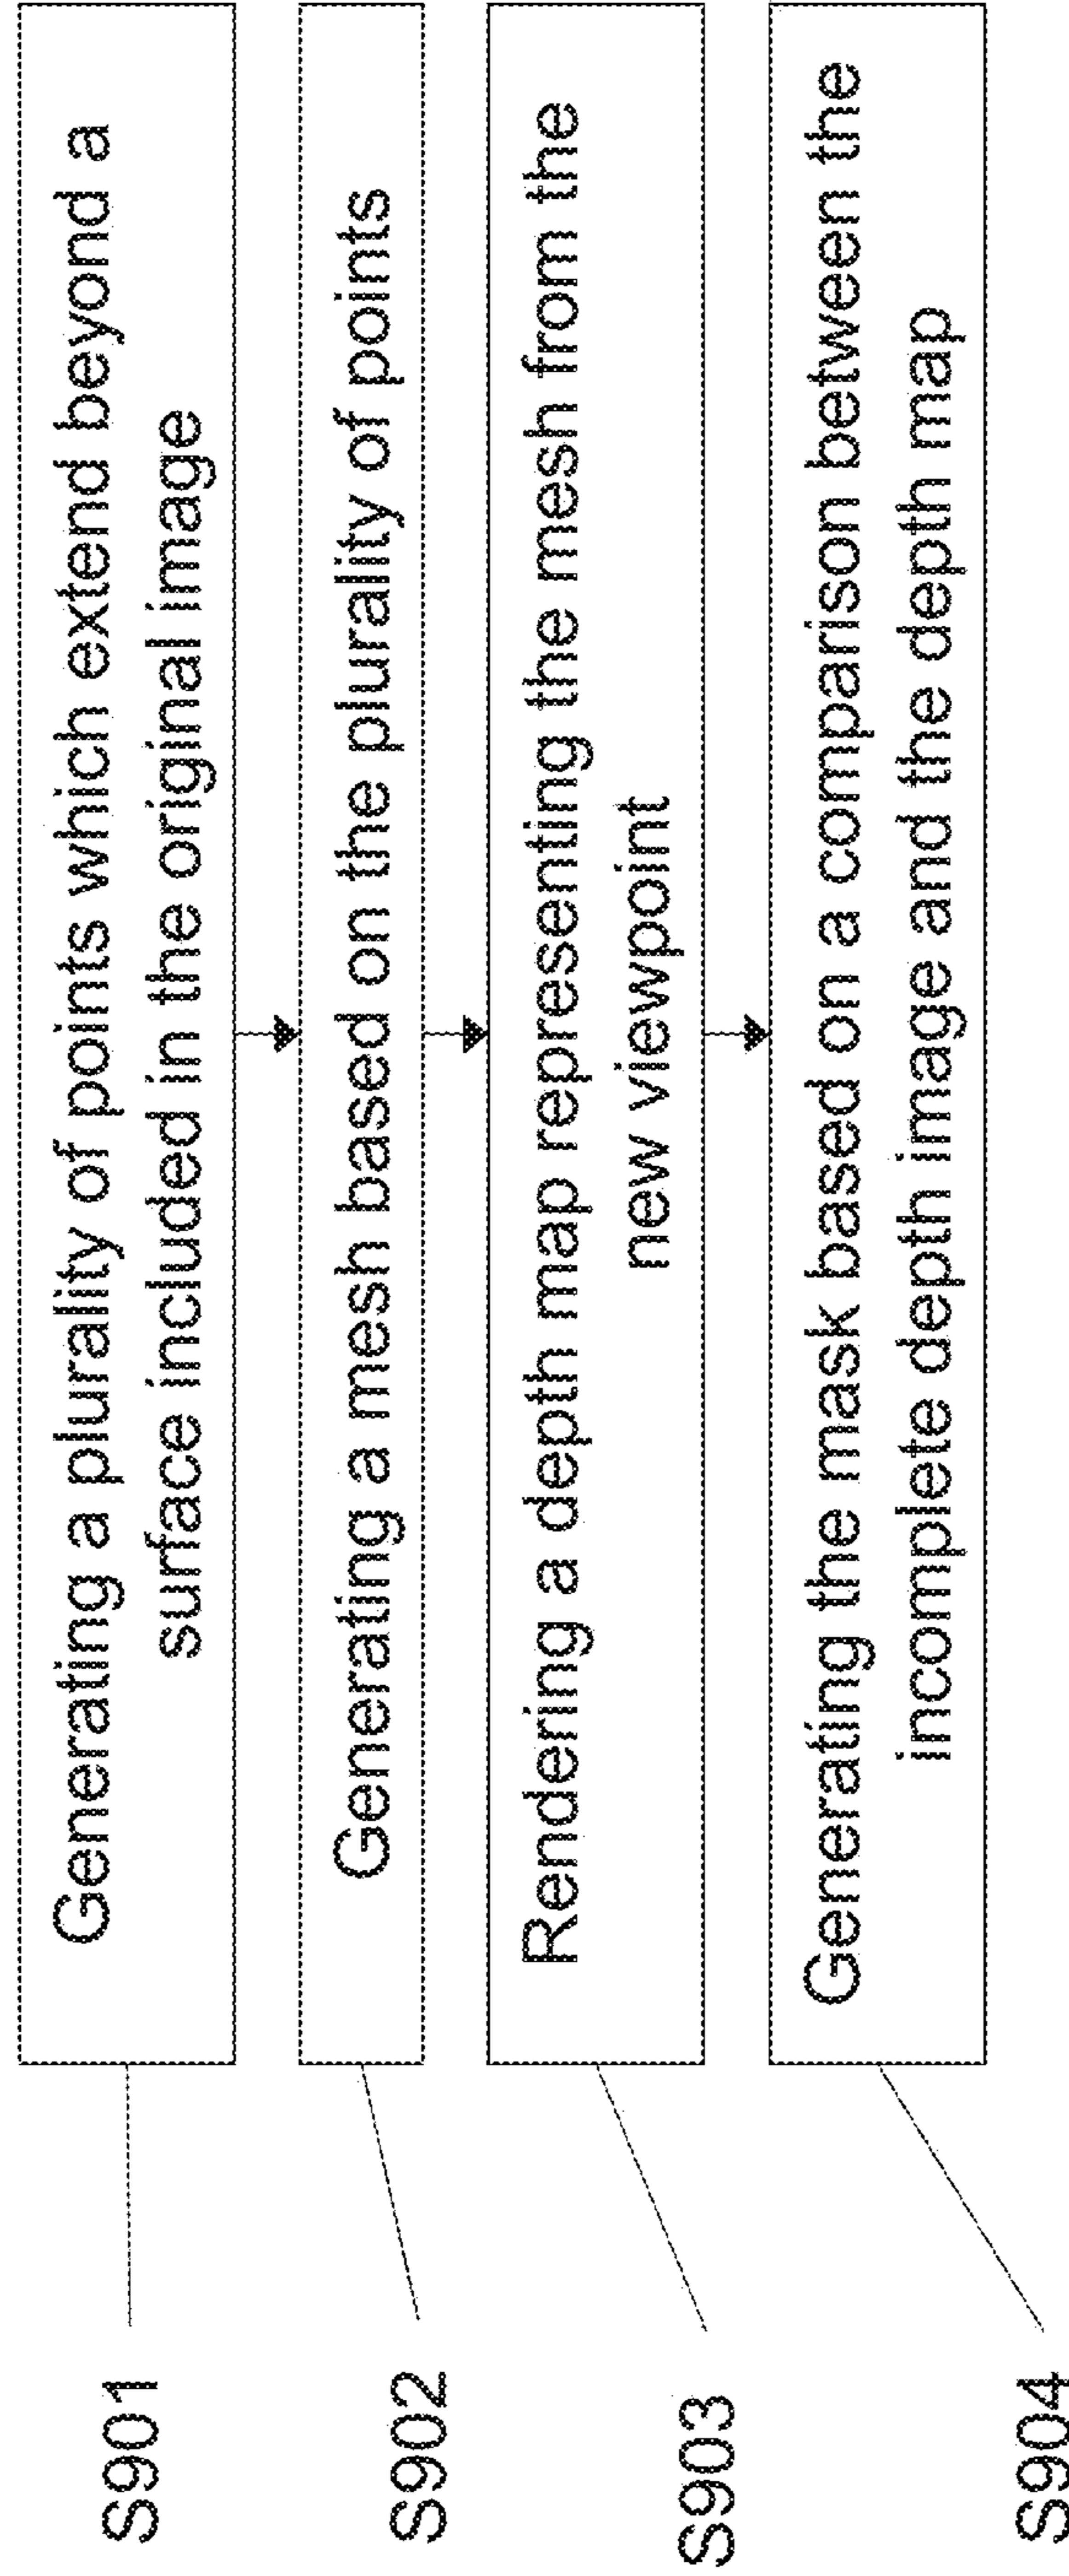 S901
Generating a plurality of points which extend beyond a
surface included in the original image
S902
Generating a mesh based on the plurality of points
S903
Rendering a depth map representing the mesh from the
new viewpoint
S904
Generating the mask based on a comparison between the
incomplete depth image and the depth map